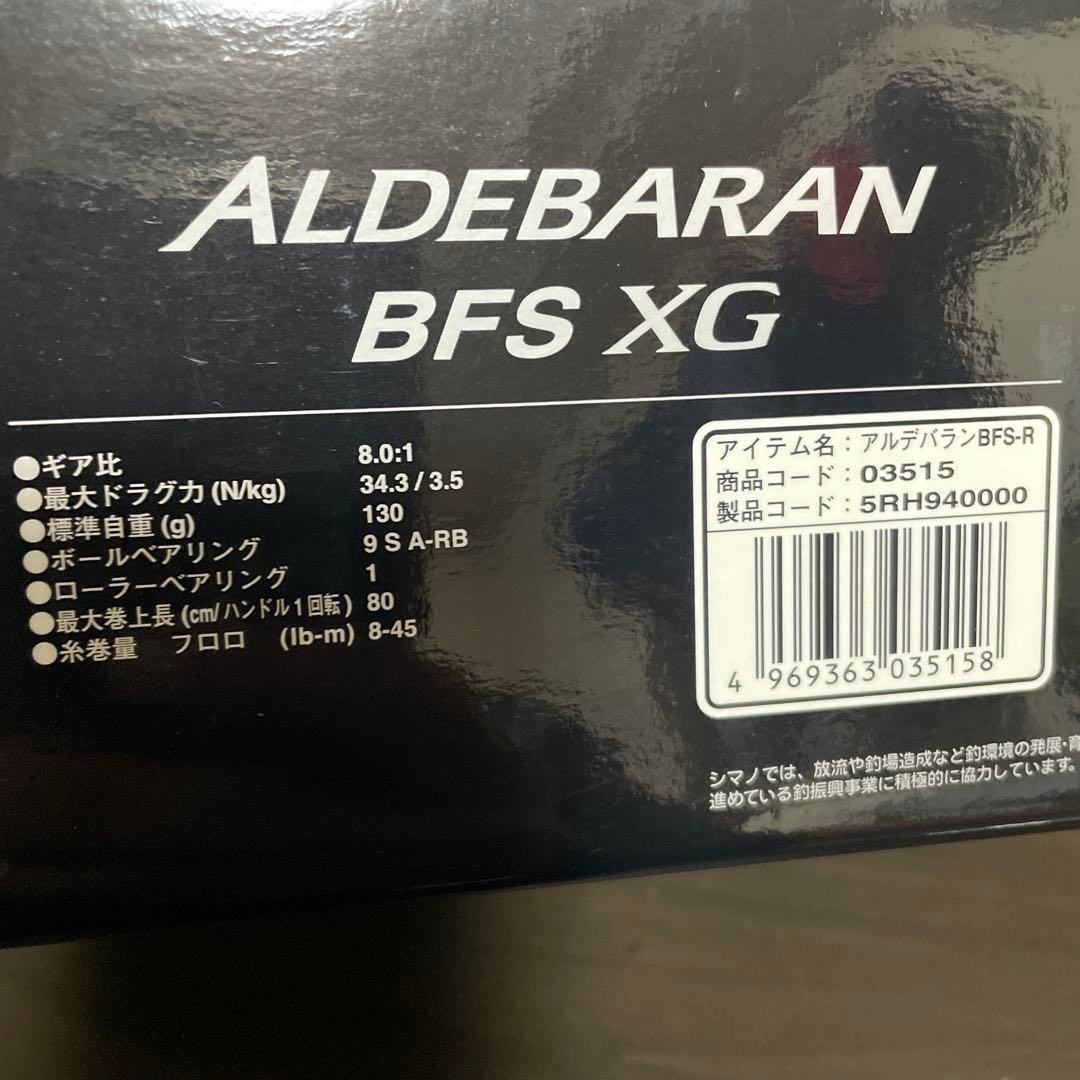 ALDEBARAN
BFS XG
●ギア比 8.0:1
●最大ドラグ力(N/kg) 34.3/3.5
●標準自重(g) 130
●ボールベアリング 9 S A-RB
●ローラーベアリング 1
●最大巻上長(cm/ハンドル1回転) 80
●糸巻量 フロロ (lb-m) 8-45
アイテム名：アルデバランBFS-R
商品コード：03515
製品コード：5RH940000
4 969363 035158
シマノでは、放流や釣場造成など釣環境の発展・育
進めている釣振興事業に積極的に協力しています。